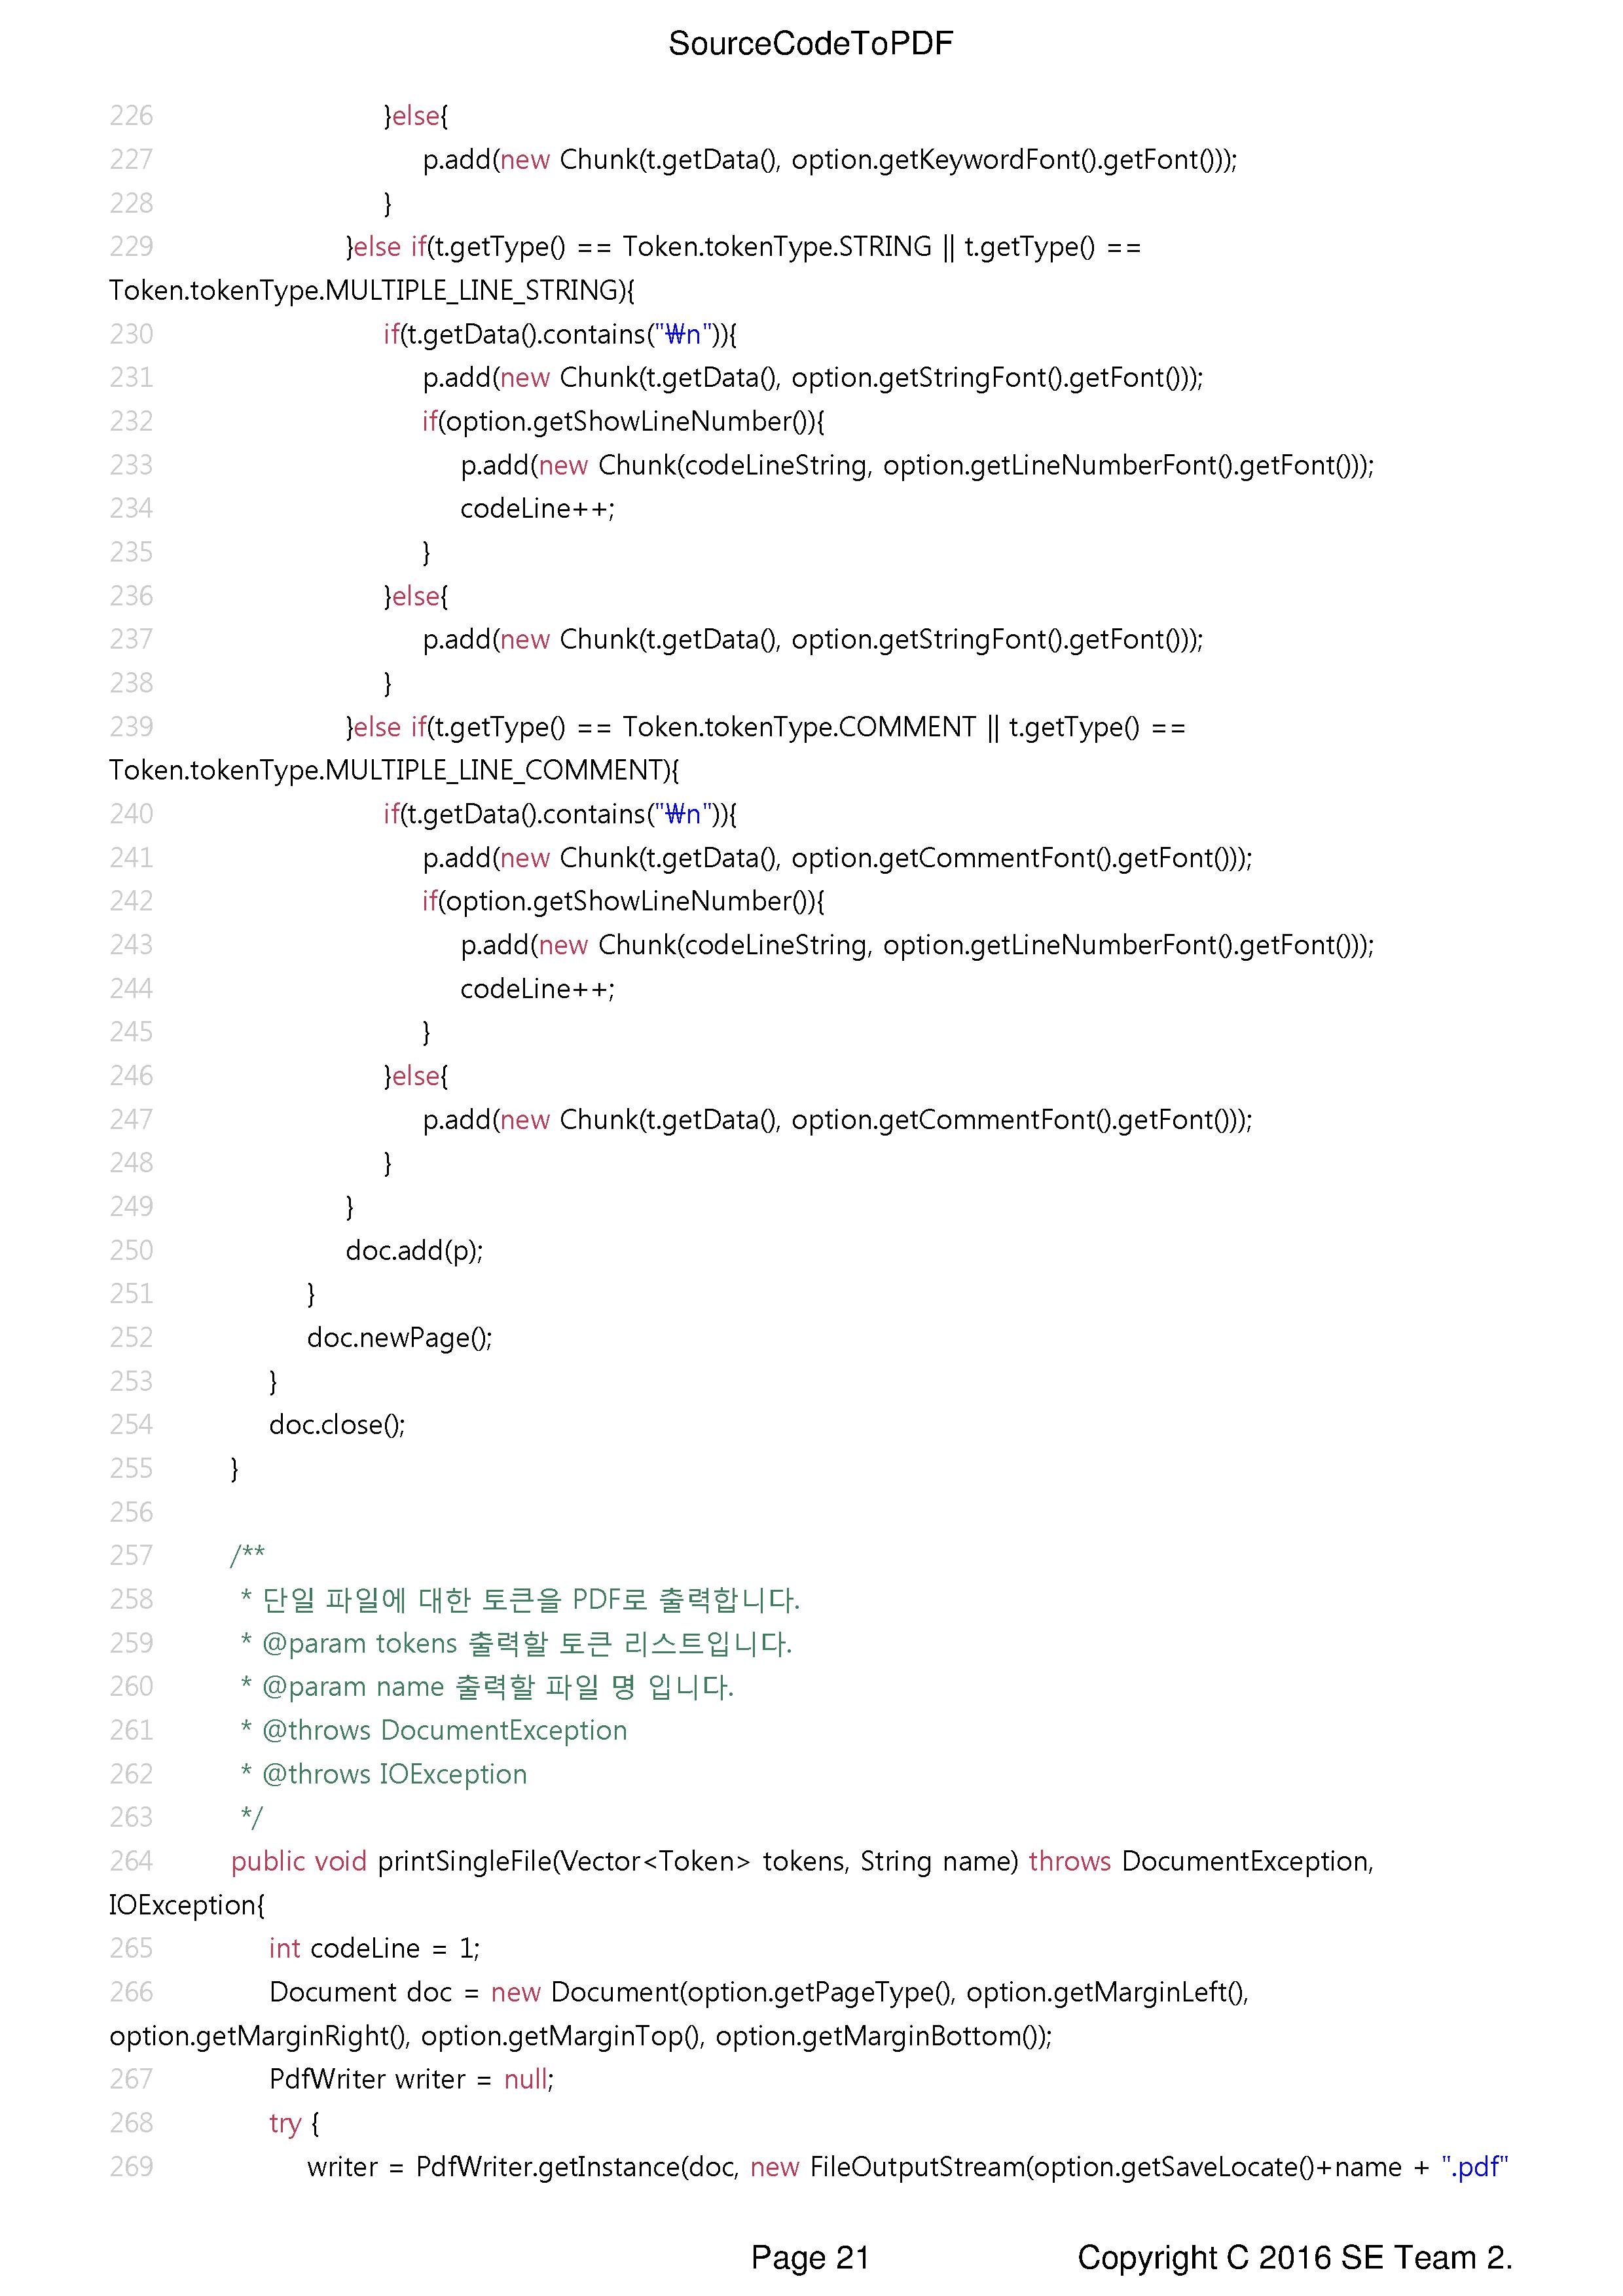 SourceCodeToPDF
226 }else{
227 p.add(new Chunk(t.getData(), option.getKeywordFont().getFont()));
228 }
229 }else if(t.getType() == Token.tokenType.STRING || t.getType() ==
Token.tokenType.MULTIPLE_LINE_STRING){
230 if(t.getData().contains("₩n")){
231 p.add(new Chunk(t.getData(), option.getStringFont().getFont()));
232 if(option.getShowLineNumber()){
233 p.add(new Chunk(codeLineString, option.getLineNumberFont().getFont()));
234 codeLine++;
235 }
236 }else{
237 p.add(new Chunk(t.getData(), option.getStringFont().getFont()));
238 }
239 }else if(t.getType() == Token.tokenType.COMMENT || t.getType() ==
Token.tokenType.MULTIPLE_LINE_COMMENT){
240 if(t.getData().contains("₩n")){
241 p.add(new Chunk(t.getData(), option.getCommentFont().getFont()));
242 if(option.getShowLineNumber()){
243 p.add(new Chunk(codeLineString, option.getLineNumberFont().getFont()));
244 codeLine++;
245 }
246 }else{
247 p.add(new Chunk(t.getData(), option.getCommentFont().getFont()));
248 }
249 }
250 doc.add(p);
251 }
252 doc.newPage();
253 }
254 doc.close();
255 }
256
257 /**
258 * 단일 파일에 대한 토큰을 PDF로 출력합니다.
259 * @param tokens 출력할 토큰 리스트입니다.
260 * @param name 출력할 파일 명 입니다.
261 * @throws DocumentException
262 * @throws IOException
263 */
264 public void printSingleFile(Vector<Token> tokens, String name) throws DocumentException,
IOException{
265 int codeLine = 1;
266 Document doc = new Document(option.getPageType(), option.getMarginLeft(),
option.getMarginRight(), option.getMarginTop(), option.getMarginBottom());
267 PdfWriter writer = null;
268 try {
269 writer = PdfWriter.getInstance(doc, new FileOutputStream(option.getSaveLocate()+name + ".pdf"
Page 21 Copyright C 2016 SE Team 2.